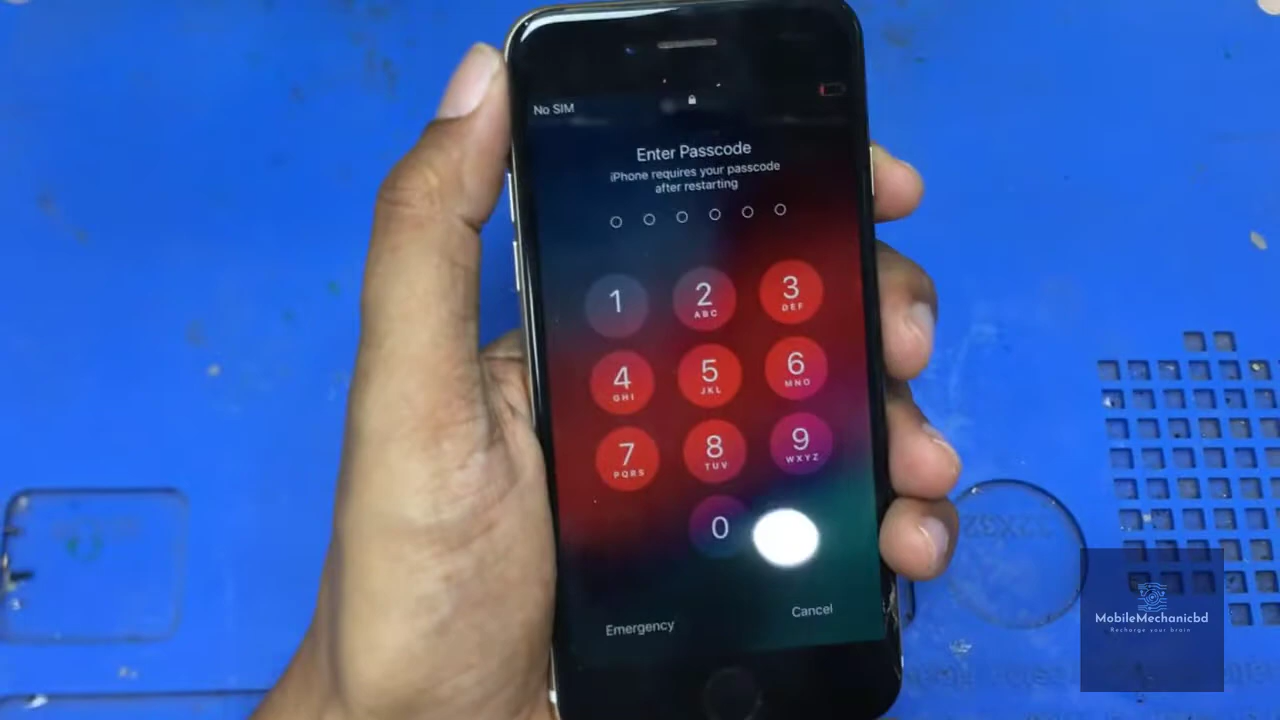 No SIM
Enter Passcode
iPhone requires your passcode
after restarting
1
2
ABC
3
DEF
4
GHI
5
JKL
6
MNO
7
PQRS
8
TUV
9
WXYZ
0
Emergency
Cancel
MobileMechanicbd
Recharge your brain